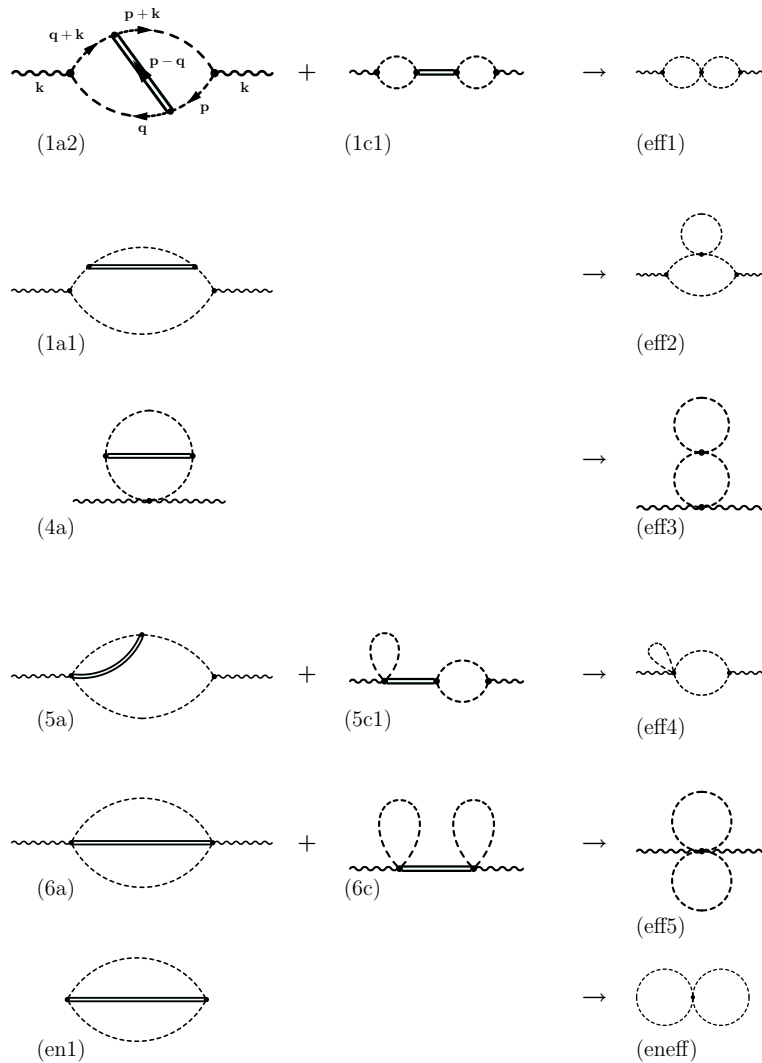 q + k
p + k
p − q
k
k
p
q
+
→
(1a2)
(1c1)
(eff1)
→
(1a1)
(eff2)
→
(4a)
(eff3)
+
→
(5a)
(5c1)
(eff4)
+
→
(6a)
(6c)
(eff5)
→
(en1)
(eneff)